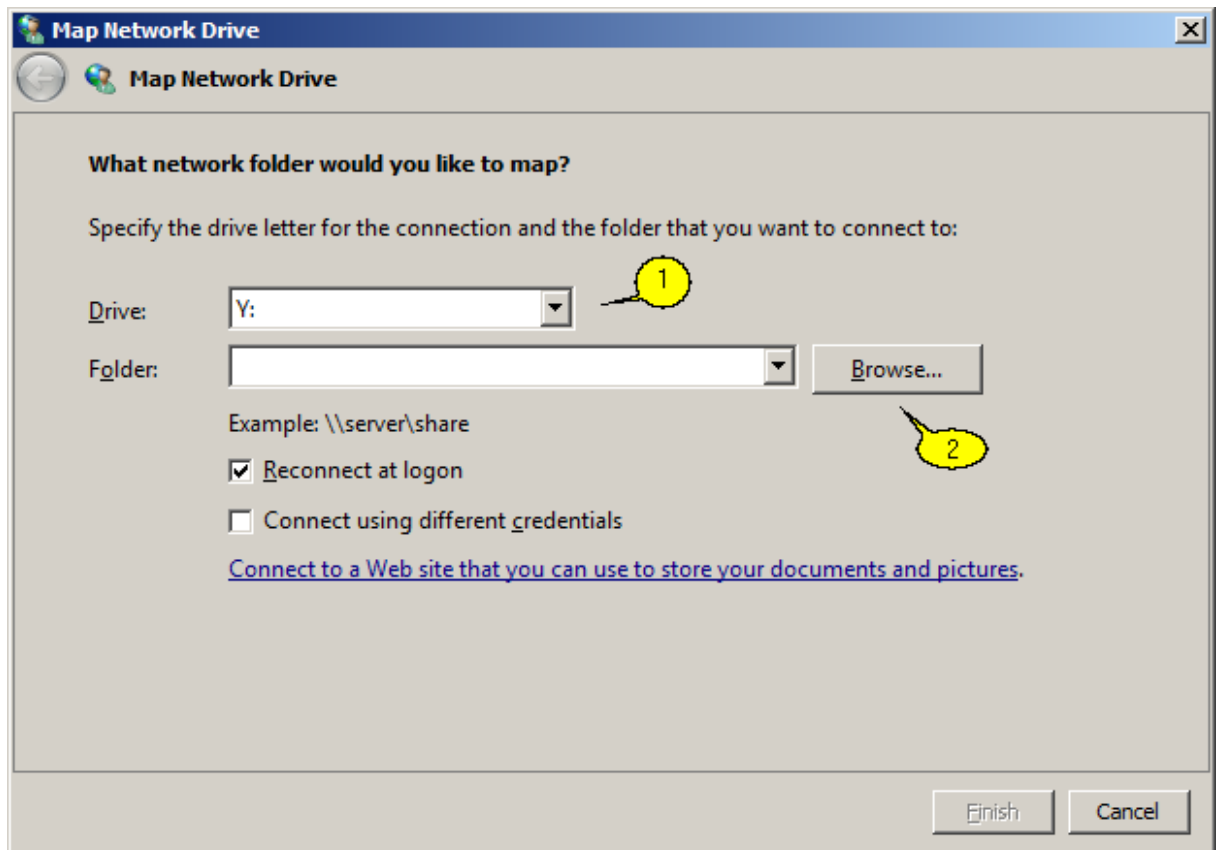 Map Network Drive
Map Network Drive
What network folder would you like to map?
Specify the drive letter for the connection and the folder that you want to connect to:
1
Drive: Y:
Folder: Browse...
Example: \\server\share
2
Reconnect at logon
Connect using different credentials
Connect to a Web site that you can use to store your documents and pictures.
Finish Cancel